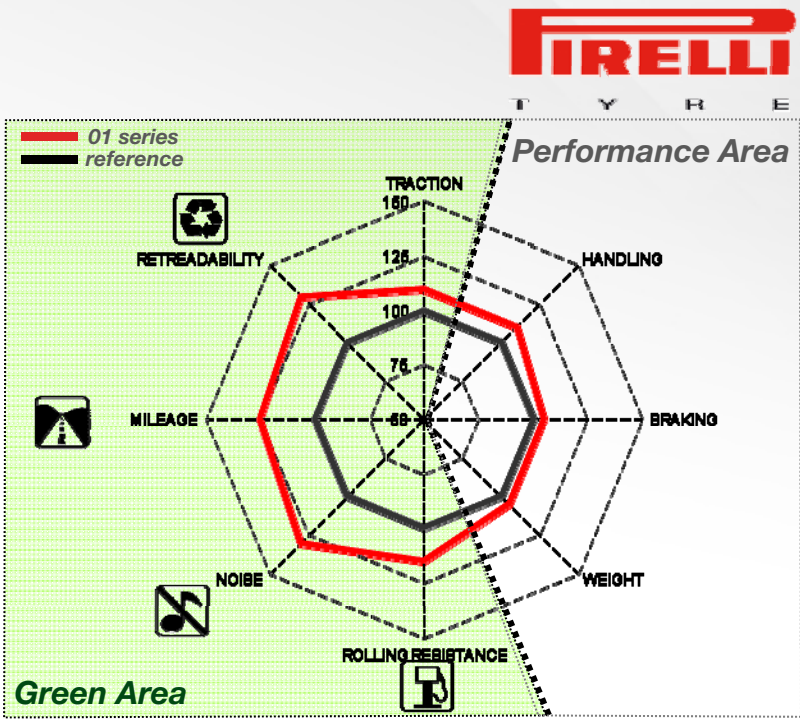 PIRELLI
T Y R E
01 series
reference
Performance Area
TRACTION
150
125
RETREADABILITY
HANDLING
100
75
MILEAGE
50
BRAKING
NOISE
WEIGHT
ROLLING RESISTANCE
Green Area